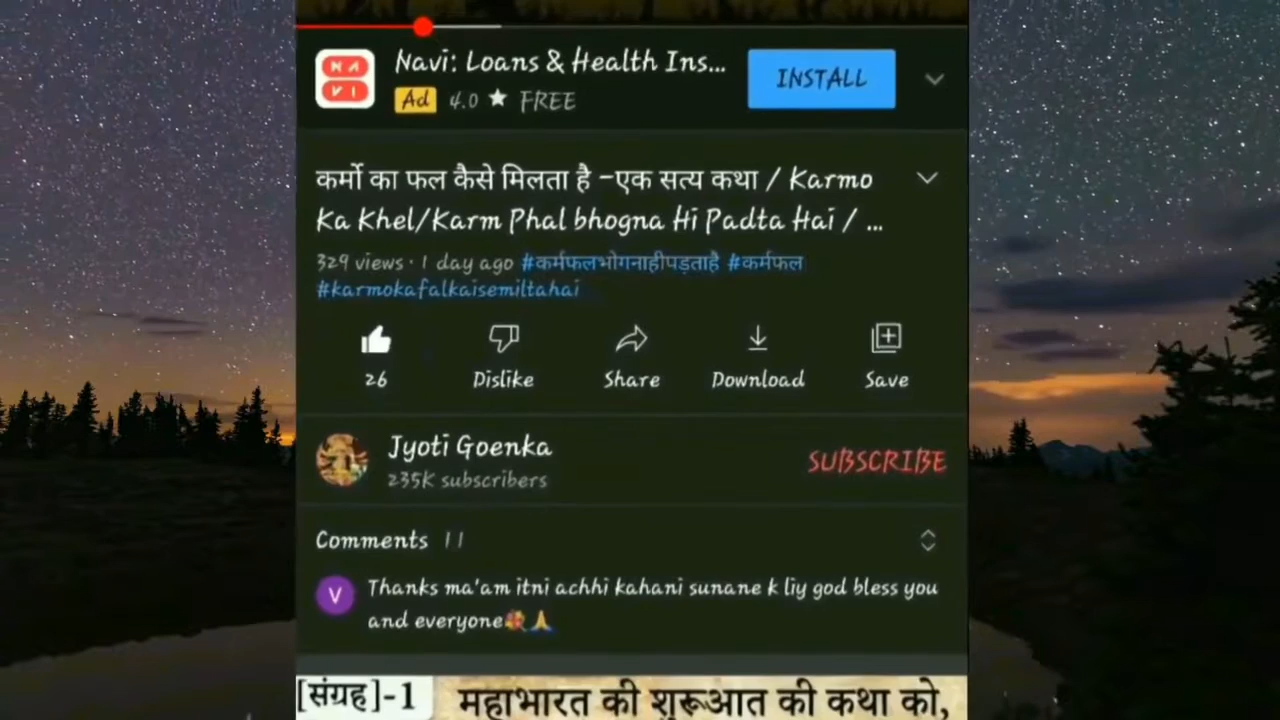 NA
VI
Navi: Loans & Health Ins...
INSTALL
Ad 4.0 ★ FREE
कर्मो का फल कैसे मिलता है -एक सत्य कथा / Karmo
Ka Khel/Karm Phal bhogna Hi Padta Hai / ...
329 views · 1 day ago #कर्मफलभोगनाहीपड़ताहै #कर्मफल
#karmokafalkaisemiltahai
26 Dislike Share Download Save
Jyoti Goenka
SUBSCRIBE
235K subscribers
Comments 11
V
Thanks ma'am itni achhi kahani sunane k liy god bless you
and everyone💐🙏
[संग्रह]-1 महाभारत की शुरूआत की कथा को,